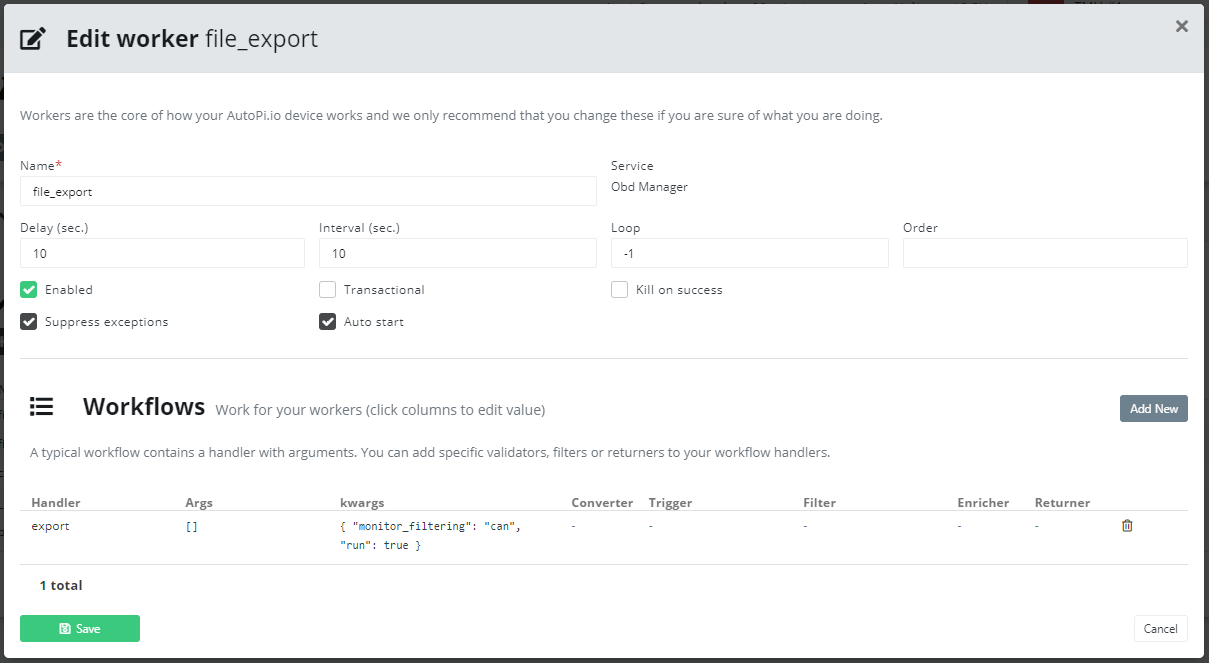 Edit worker file_export
Workers are the core of how your AutoPi.io device works and we only recommend that you change these if you are sure of what you are doing.
Name* Service
file_export Obd Manager
Delay (sec.) Interval (sec.) Loop Order
10 10 -1
Enabled Transactional Kill on success
Suppress exceptions Auto start
Workflows Work for your workers (click columns to edit value) Add New
A typical workflow contains a handler with arguments. You can add specific validators, filters or returners to your workflow handlers.
Handler Args kwargs Converter Trigger Filter Enricher Returner
export [] { "monitor_filtering": "can", - - - - -
"run": true }
1 total
Save Cancel